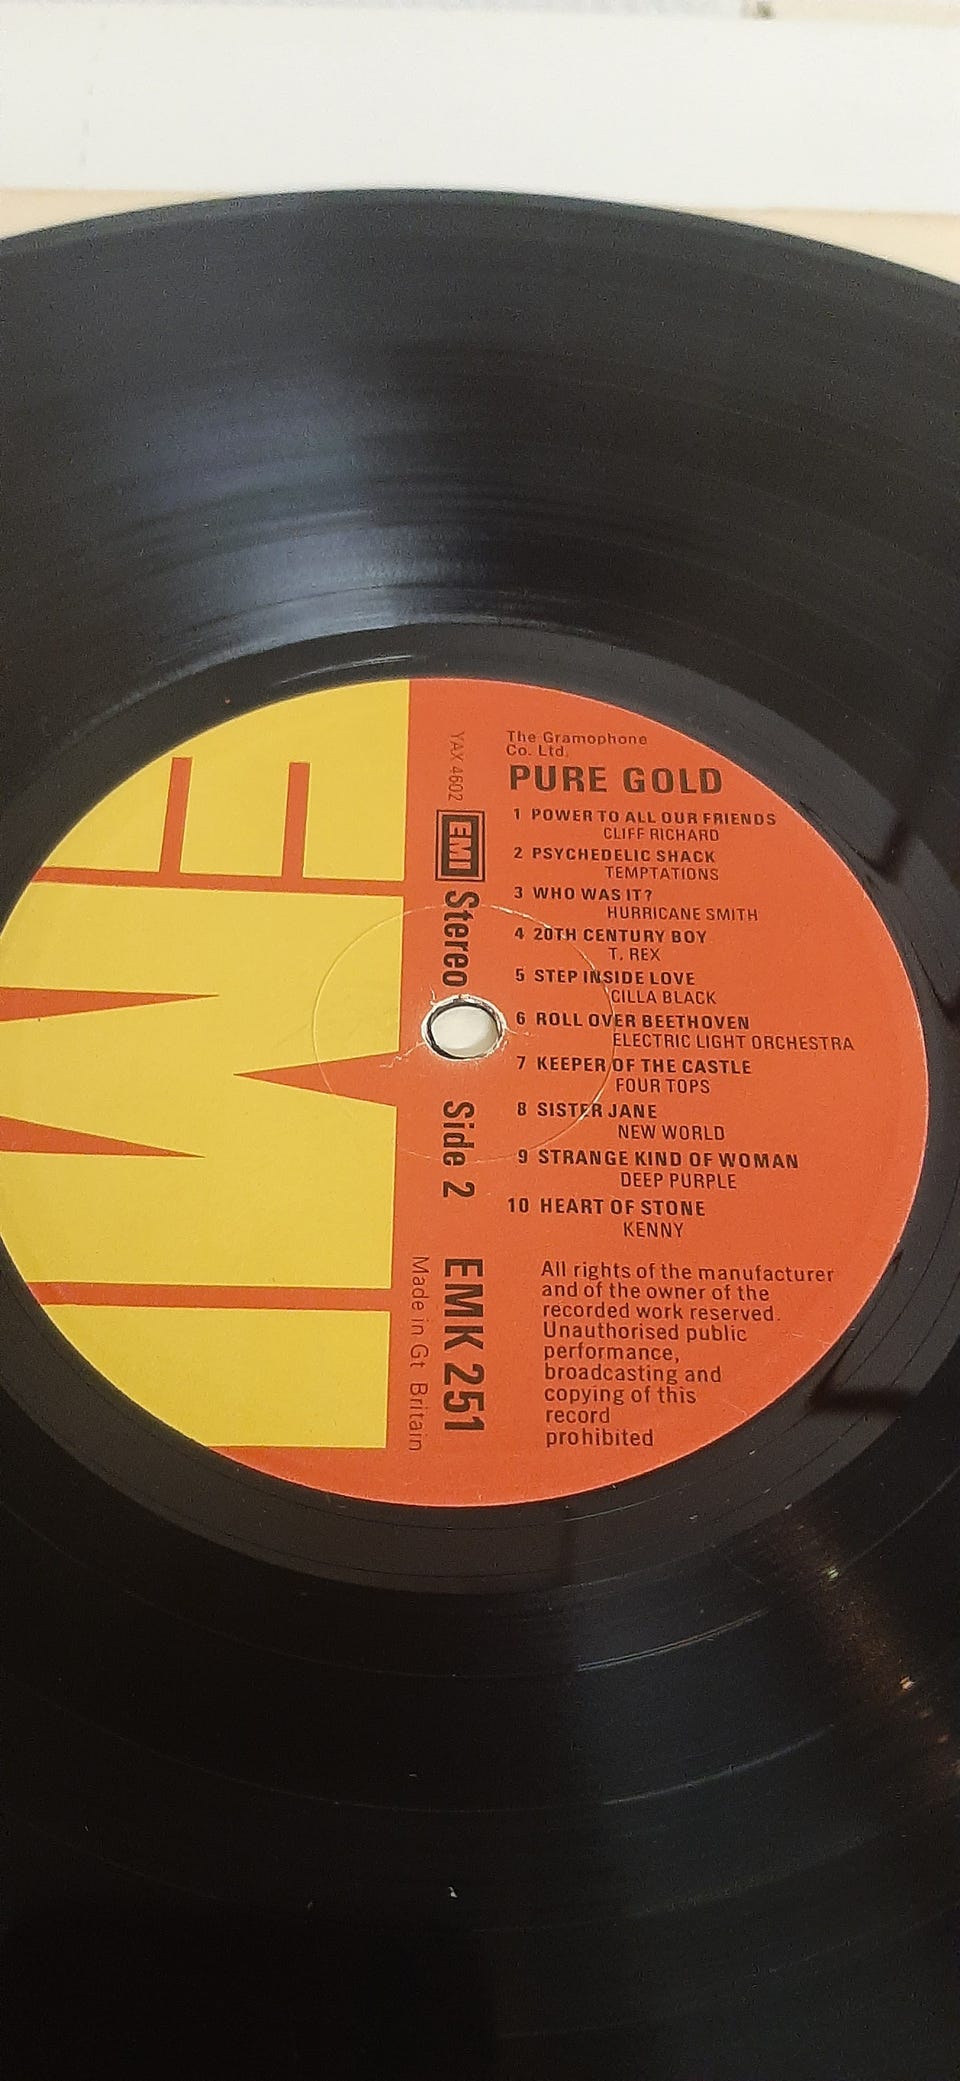 The Gramophone
Co. Ltd.
PURE GOLD
1 POWER TO ALL OUR FRIENDS
CLIFF RICHARD
2 PSYCHEDELIC SHACK
TEMPTATIONS
3 WHO WAS IT?
HURRICANE SMITH
4 20TH CENTURY BOY
T. REX
5 STEP INSIDE LOVE
CILLA BLACK
6 ROLL OVER BEETHOVEN
ELECTRIC LIGHT ORCHESTRA
7 KEEPER OF THE CASTLE
FOUR TOPS
8 SISTER JANE
NEW WORLD
9 STRANGE KIND OF WOMAN
DEEP PURPLE
10 HEART OF STONE
KENNY
All rights of the manufacturer
and of the owner of the
recorded work reserved.
Unauthorised public
performance,
broadcasting and
copying of this
record
prohibited
YAX 4602
EMI Stereo Side 2 EMK 251
Made in Gt Britain
EMI